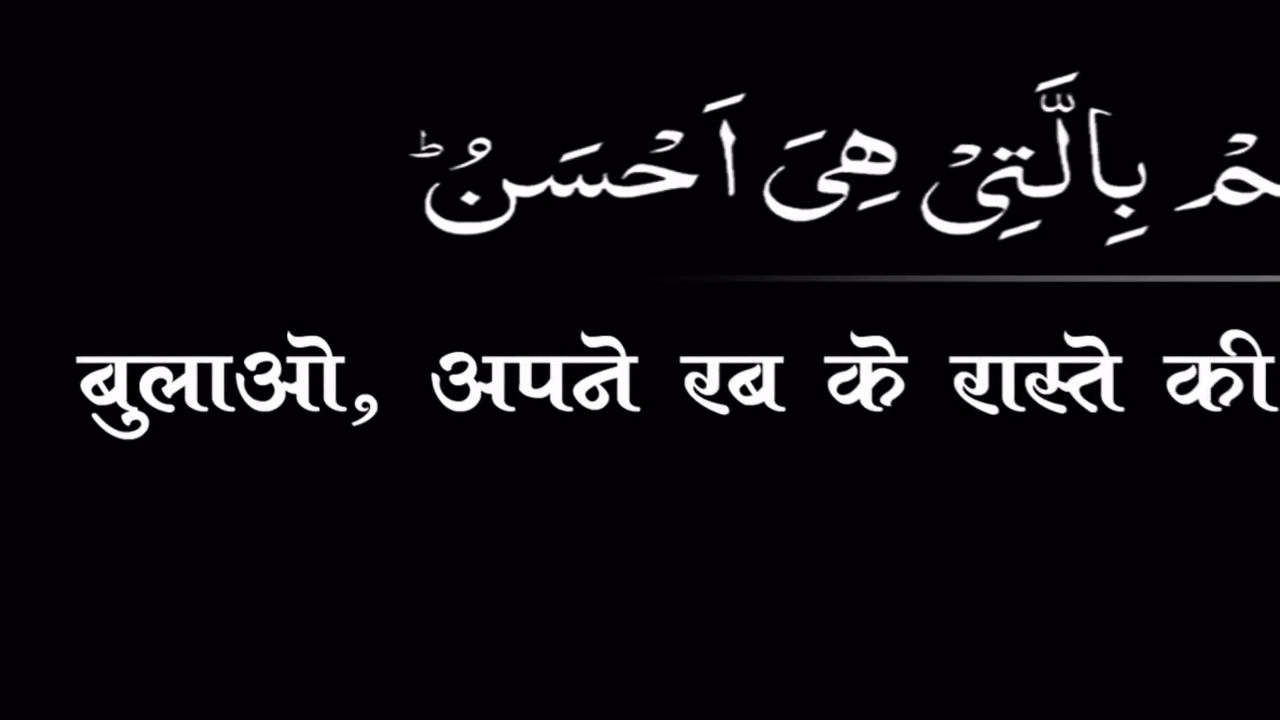 بِالَّتِیْ هِیَ اَحْسَنُ ؕ
बुलाओ, अपने रब के रास्ते की